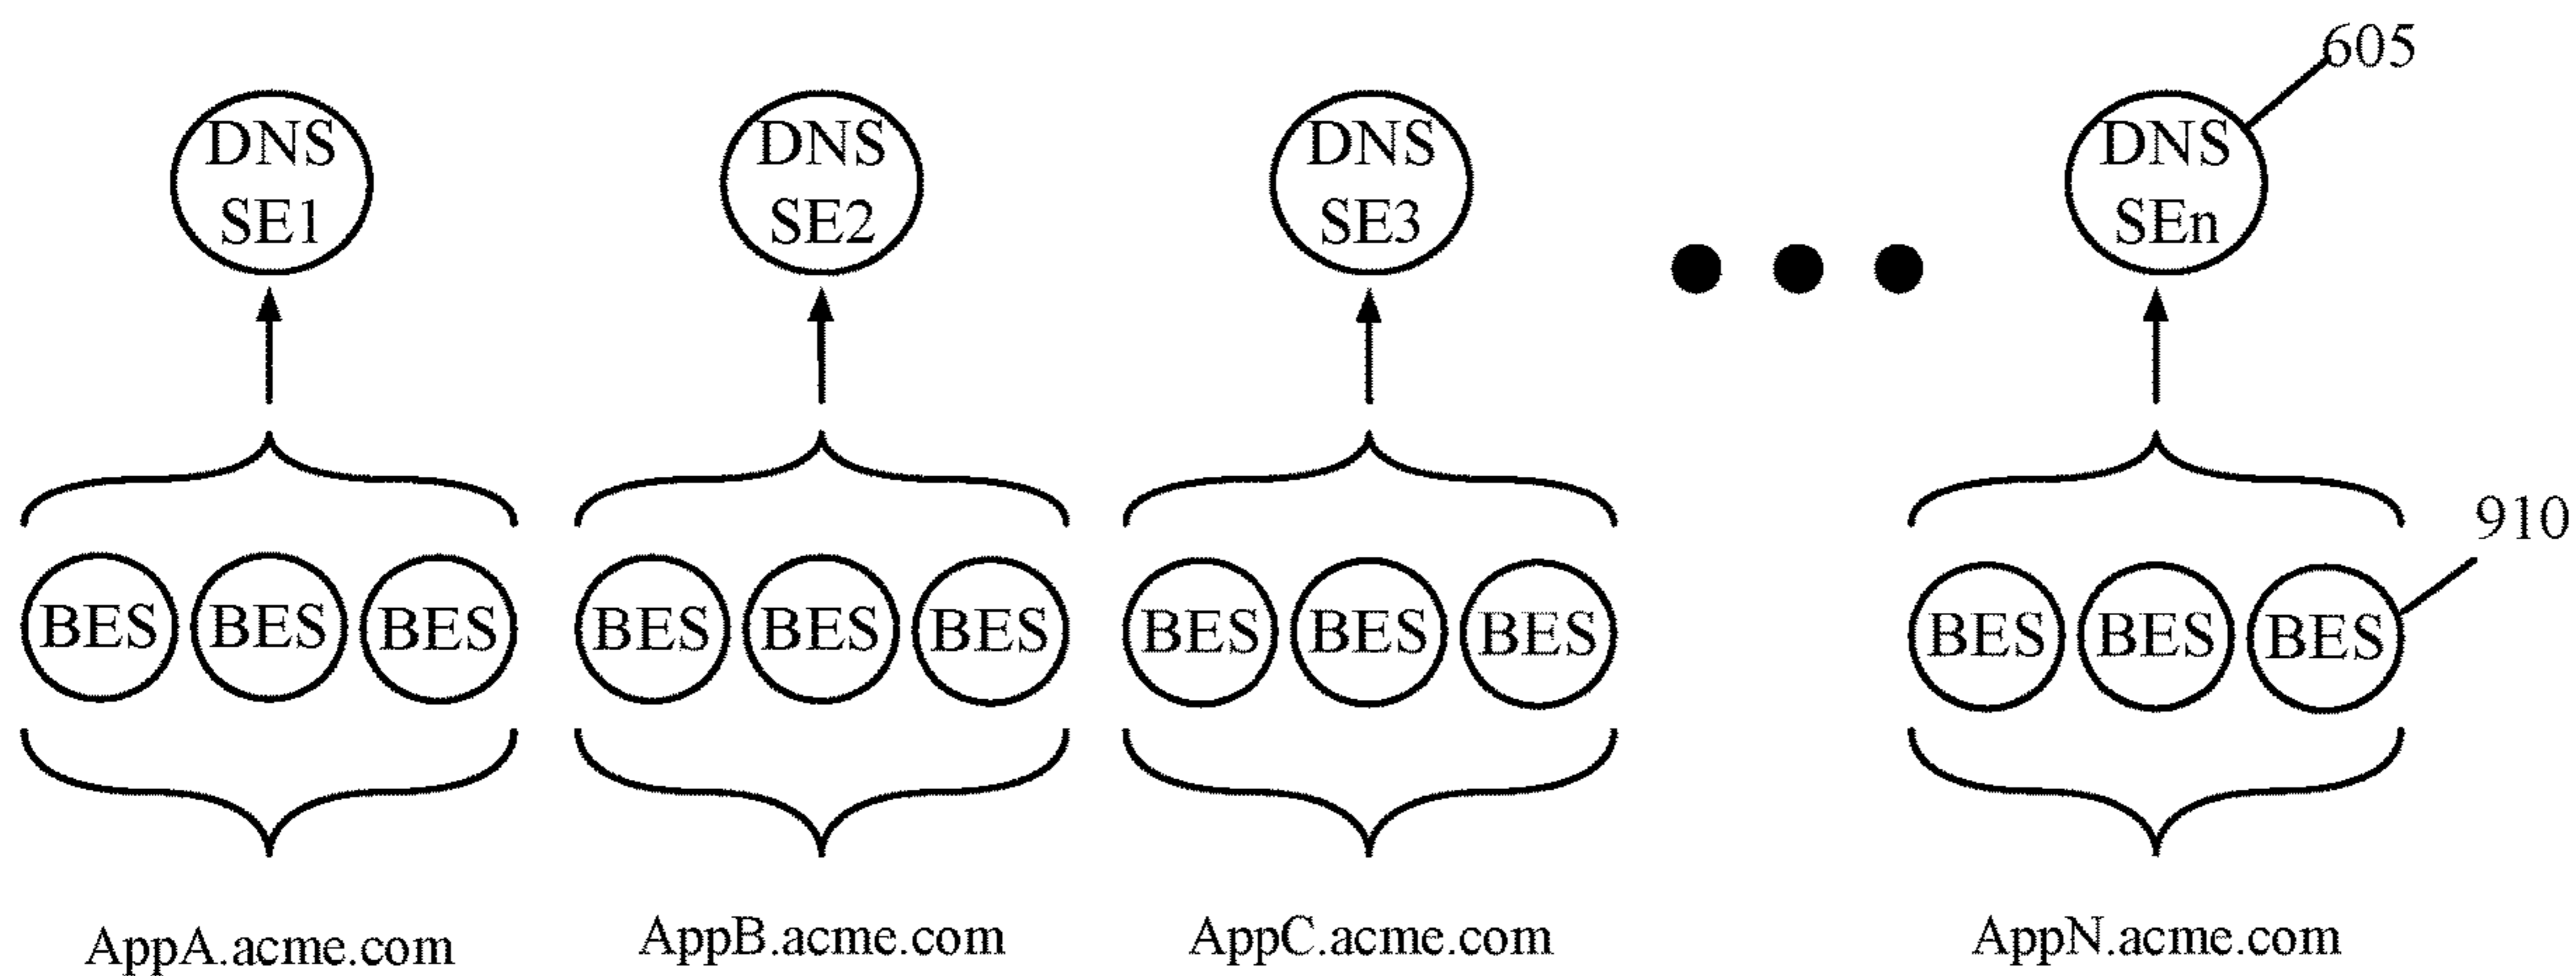 605
DNS
SE1
DNS
SE2
DNS
SE3
DNS
SEn
910
BES BES BES BES BES BES BES BES BES BES BES BES
AppA.acme.com AppB.acme.com AppC.acme.com AppN.acme.com